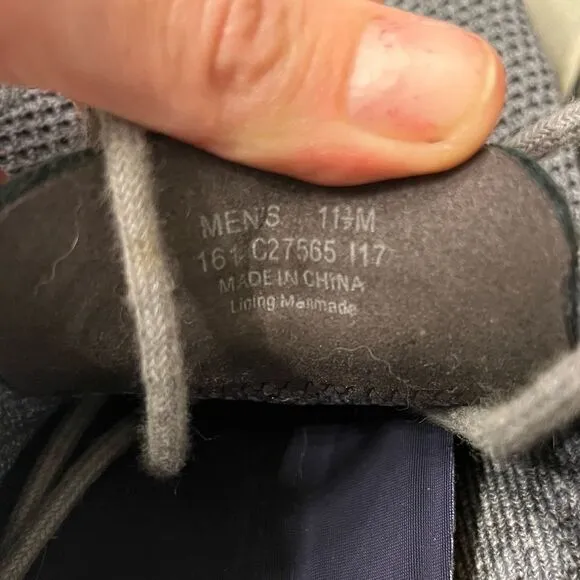 MEN'S 11½M
161 C27565 I17
MADE IN CHINA
Lining Manmade